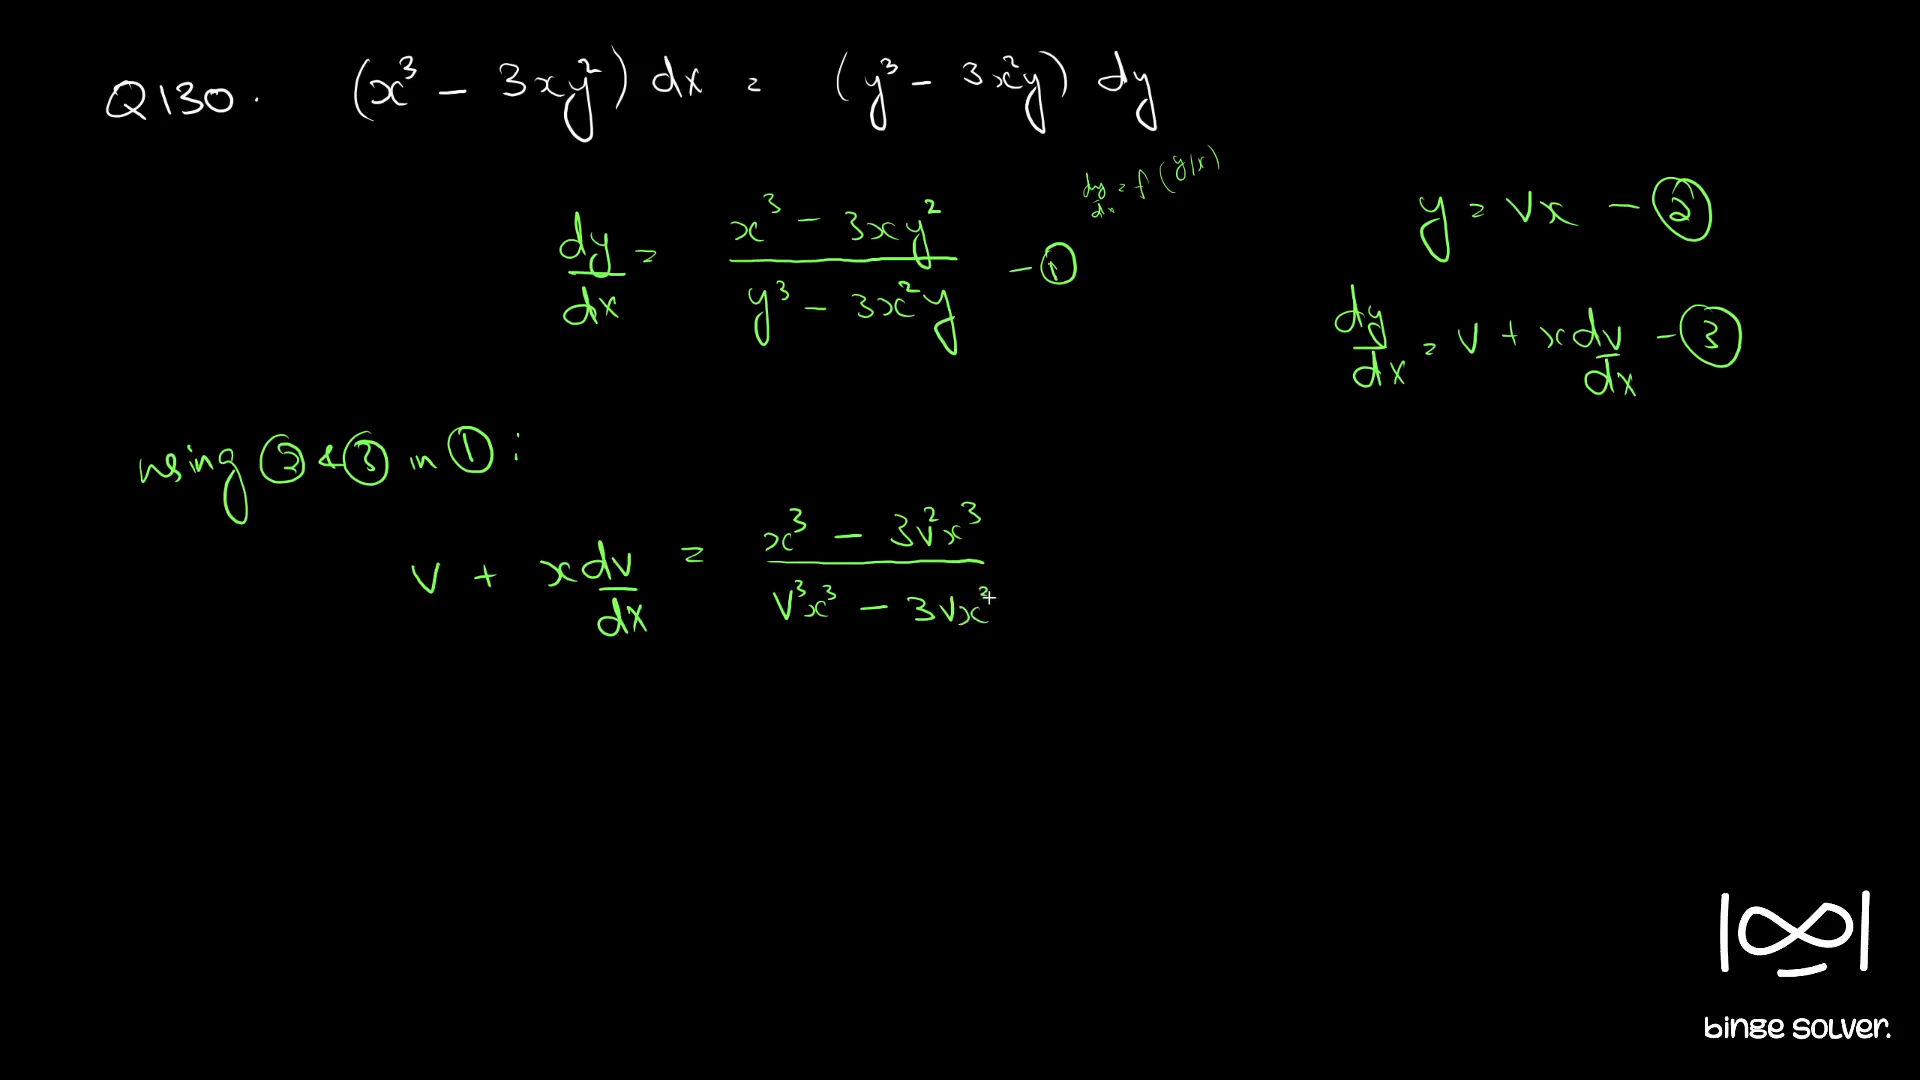 Q130. (x³ - 3xy²) dx = (y³ - 3x²y) dy
dy/dx = f(y/x)
dy/dx = (x³ - 3xy²)/(y³ - 3x²y) - ①
y = vx - ②
dy/dx = v + x dv/dx - ③
using ② & ③ in ① :
v + x dv/dx = (x³ - 3v²x³)/(v³x³ - 3vx³
binge solver.